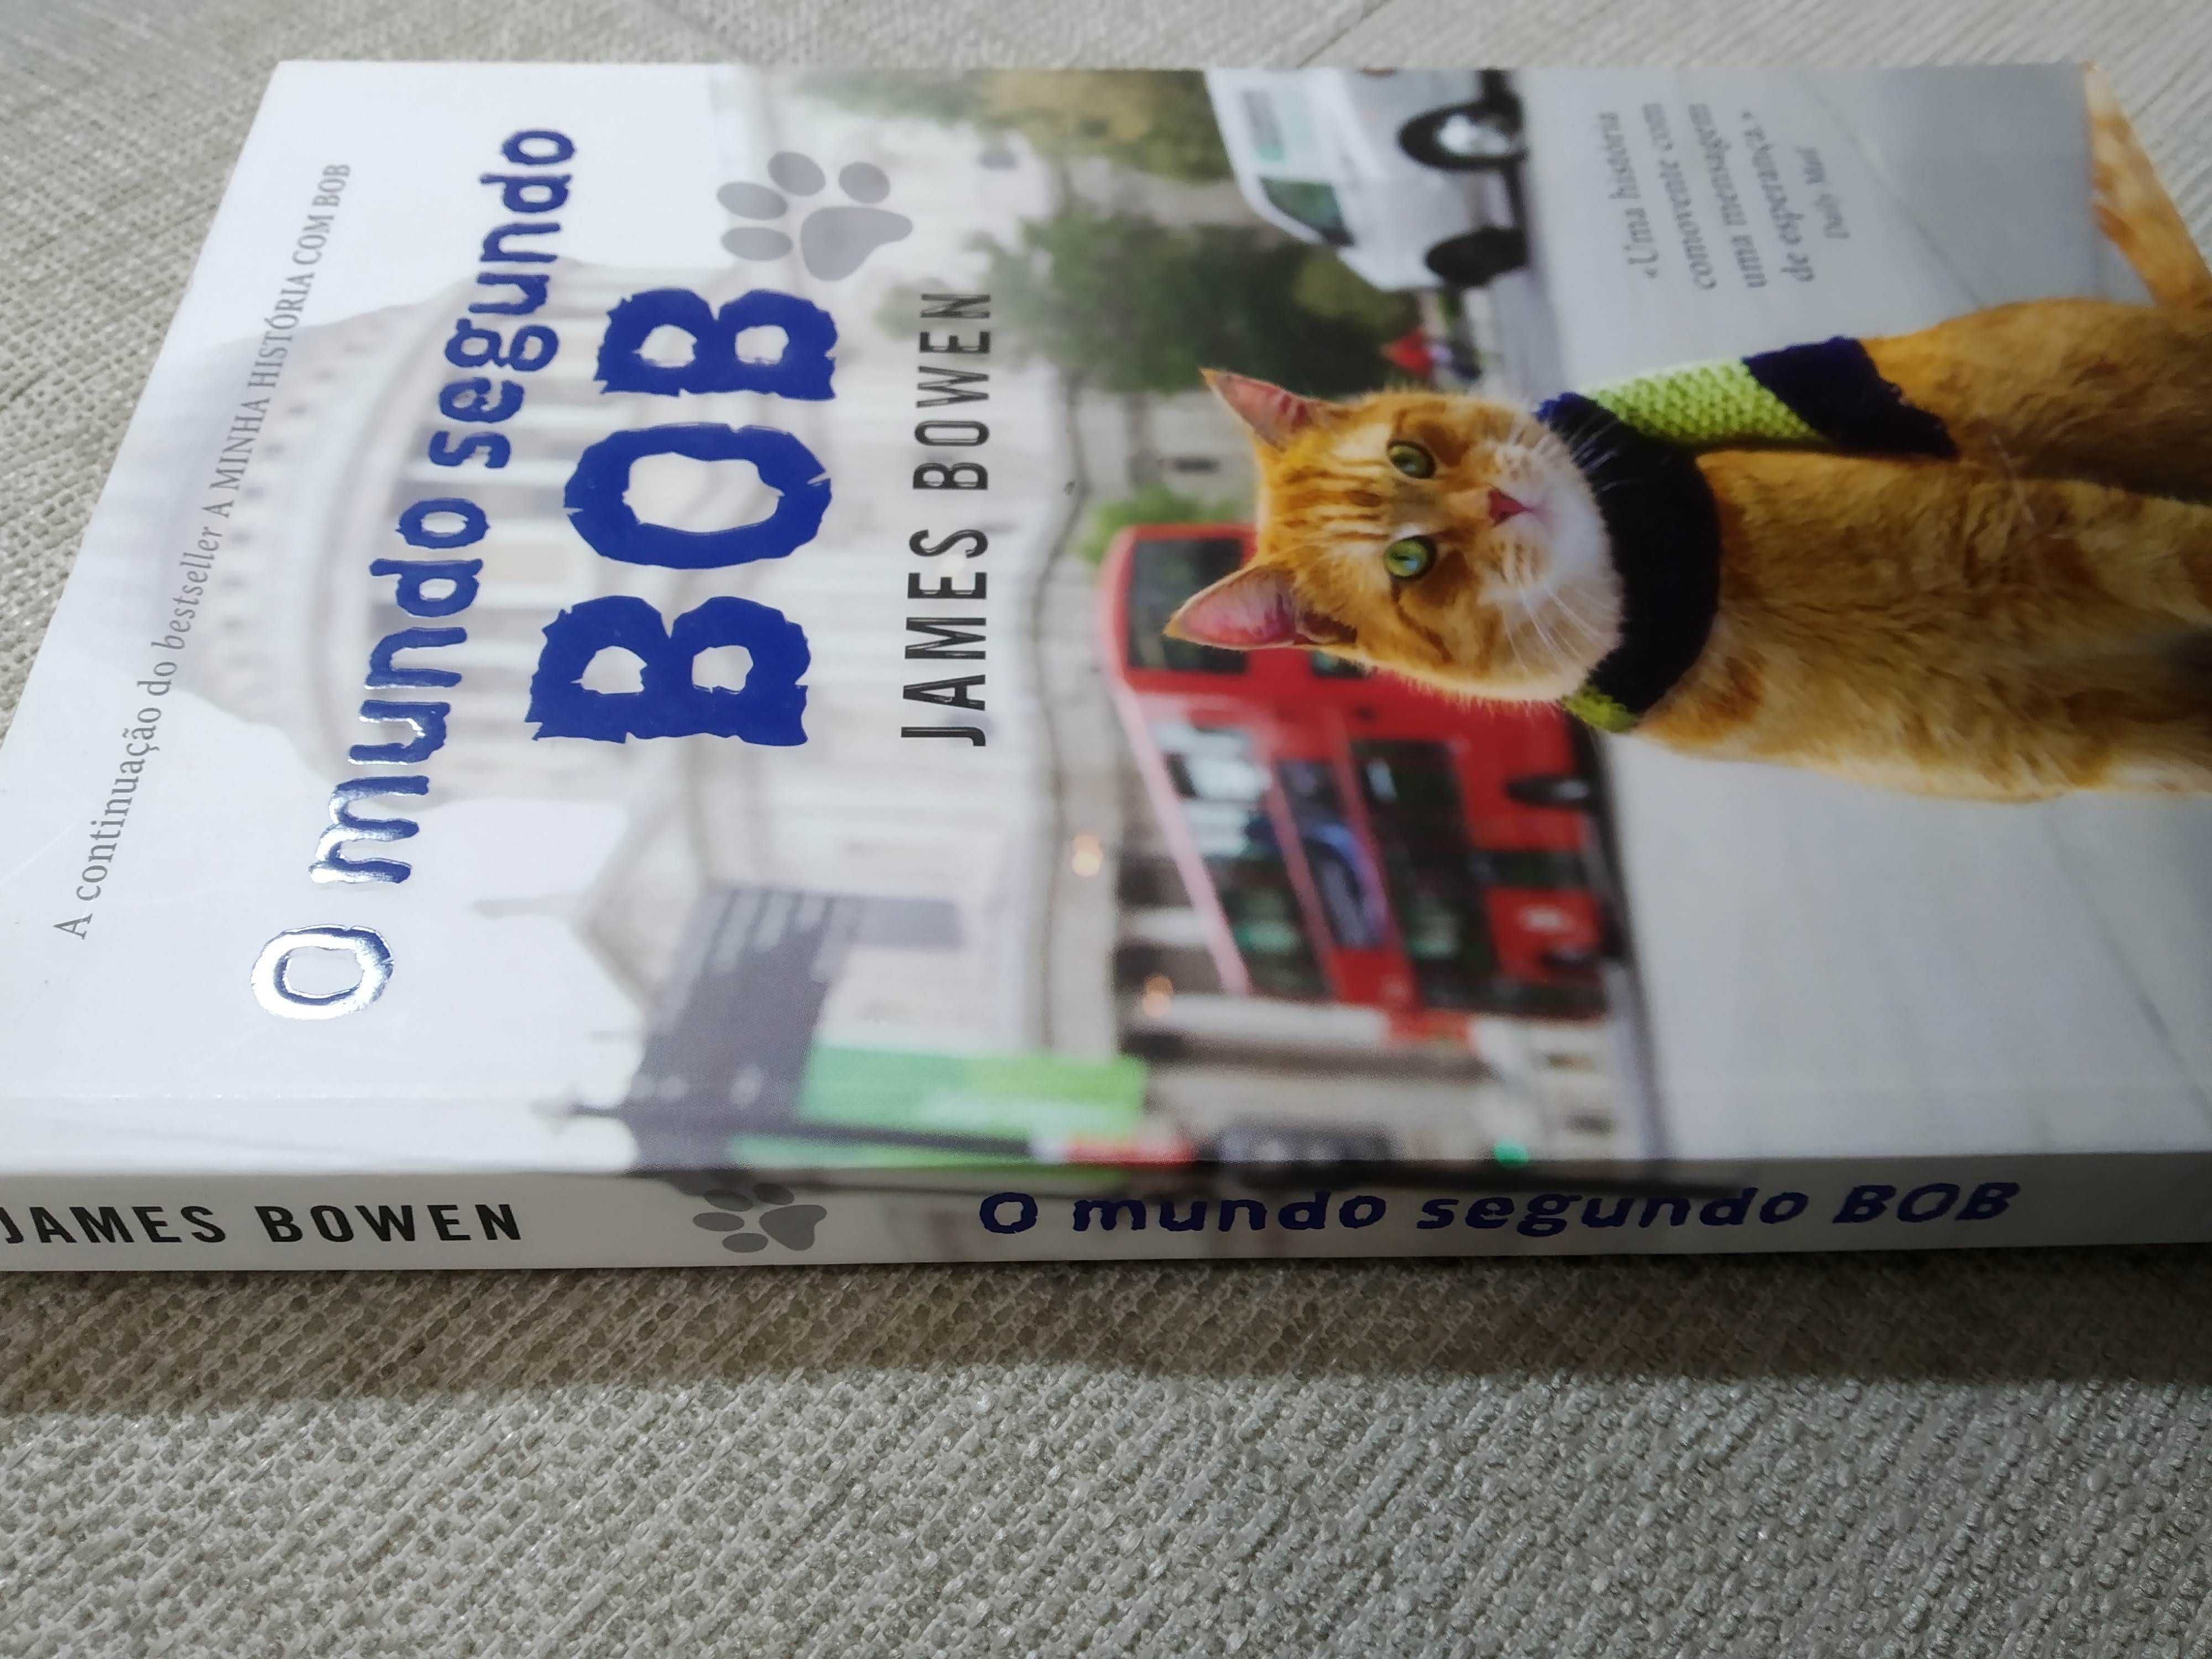 A continuação do bestseller A MINHA HISTÓRIA COM BOB
O mundo segundo
BOB
JAMES BOWEN
«Uma história
comovente com
uma mensagem
de esperança.»
Daily Mail
JAMES BOWEN
O mundo segundo BOB